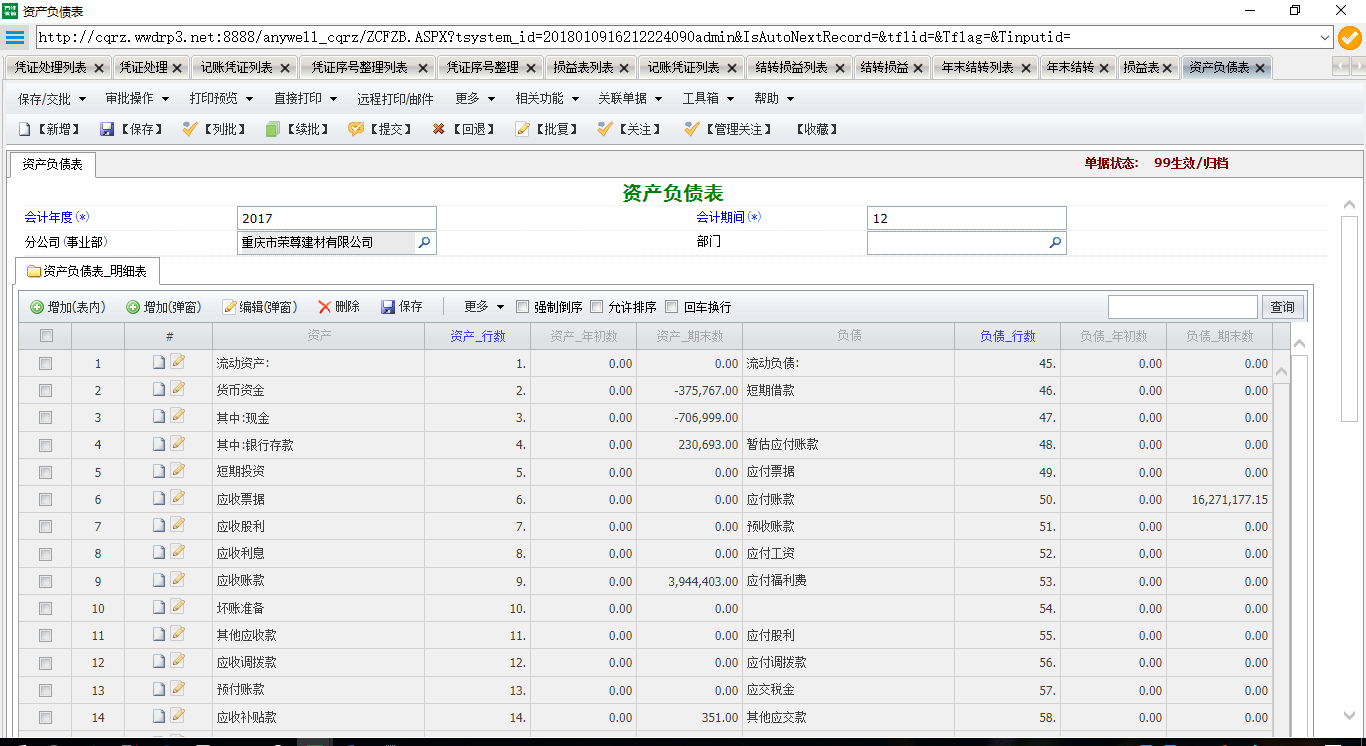 资产负债表
http://cqrz.wwdrp3.net:8888/anywell_cqrz/ZCFZB.ASPX?tsystem_id=2018010916212224090admin&IsAutoNextRecord=&tflid=&Tflag=&Tinputid=
凭证处理列表 凭证处理 记账凭证列表 凭证序号整理列表 凭证序号整理 损益表列表 记账凭证列表 结转损益列表 结转损益 年末结转列表 年末结转 损益表 资产负债表
保存/交批 审批操作 打印预览 直接打印 远程打印/邮件 更多 相关功能 关联单据 工具箱 帮助
【新增】 【保存】 【列批】 【续批】 【提交】 【回退】 【批复】 【关注】 【管理关注】 【收藏】
资产负债表 单据状态: 99生效/归档
资产负债表
会计年度(*) 2017 会计期间(*) 12
分公司(事业部) 重庆市荣尊建材有限公司 部门
资产负债表_明细表
增加(表内) 增加(弹窗) 编辑(弹窗) 删除 保存 更多 强制倒序 允许排序 回车换行 查询
# 资产 资产_行数 资产_年初数 资产_期末数 负债 负债_行数 负债_年初数 负债_期末数
1 流动资产: 1. 0.00 0.00 流动负债: 45. 0.00 0.00
2 货币资金 2. 0.00 -375,767.00 短期借款 46. 0.00 0.00
3 其中:现金 3. 0.00 -706,999.00 47. 0.00 0.00
4 其中:银行存款 4. 0.00 230,693.00 暂估应付账款 48. 0.00 0.00
5 短期投资 5. 0.00 0.00 应付票据 49. 0.00 0.00
6 应收票据 6. 0.00 0.00 应付账款 50. 0.00 16,271,177.15
7 应收股利 7. 0.00 0.00 预收账款 51. 0.00 0.00
8 应收利息 8. 0.00 0.00 应付工资 52. 0.00 0.00
9 应收账款 9. 0.00 3,944,403.00 应付福利费 53. 0.00 0.00
10 坏账准备 10. 0.00 0.00 54. 0.00 0.00
11 其他应收款 11. 0.00 0.00 应付股利 55. 0.00 0.00
12 应收调拨款 12. 0.00 0.00 应付调拨款 56. 0.00 0.00
13 预付账款 13. 0.00 0.00 应交税金 57. 0.00 0.00
14 应收补贴款 14. 0.00 351.00 其他应交款 58. 0.00 0.00